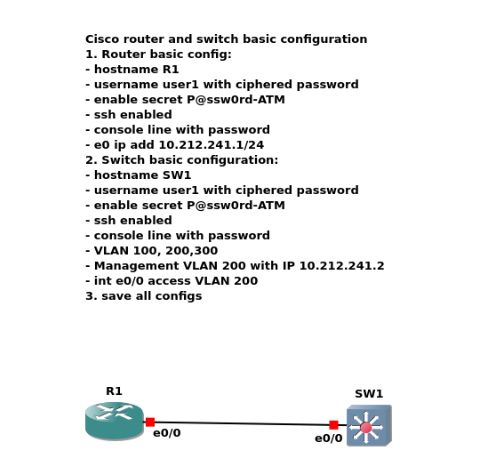 Cisco router and switch basic configuration
1. Router basic config:
- hostname R1
- username user1 with ciphered password
- enable secret P@ssw0rd-ATM
- ssh enabled
- console line with password
- e0 ip add 10.212.241.1/24
2. Switch basic configuration:
- hostname SW1
- username user1 with ciphered password
- enable secret P@ssw0rd-ATM
- ssh enabled
- console line with password
- VLAN 100, 200,300
- Management VLAN 200 with IP 10.212.241.2
- int e0/0 access VLAN 200
3. save all configs
R1
SW1
e0/0
e0/0